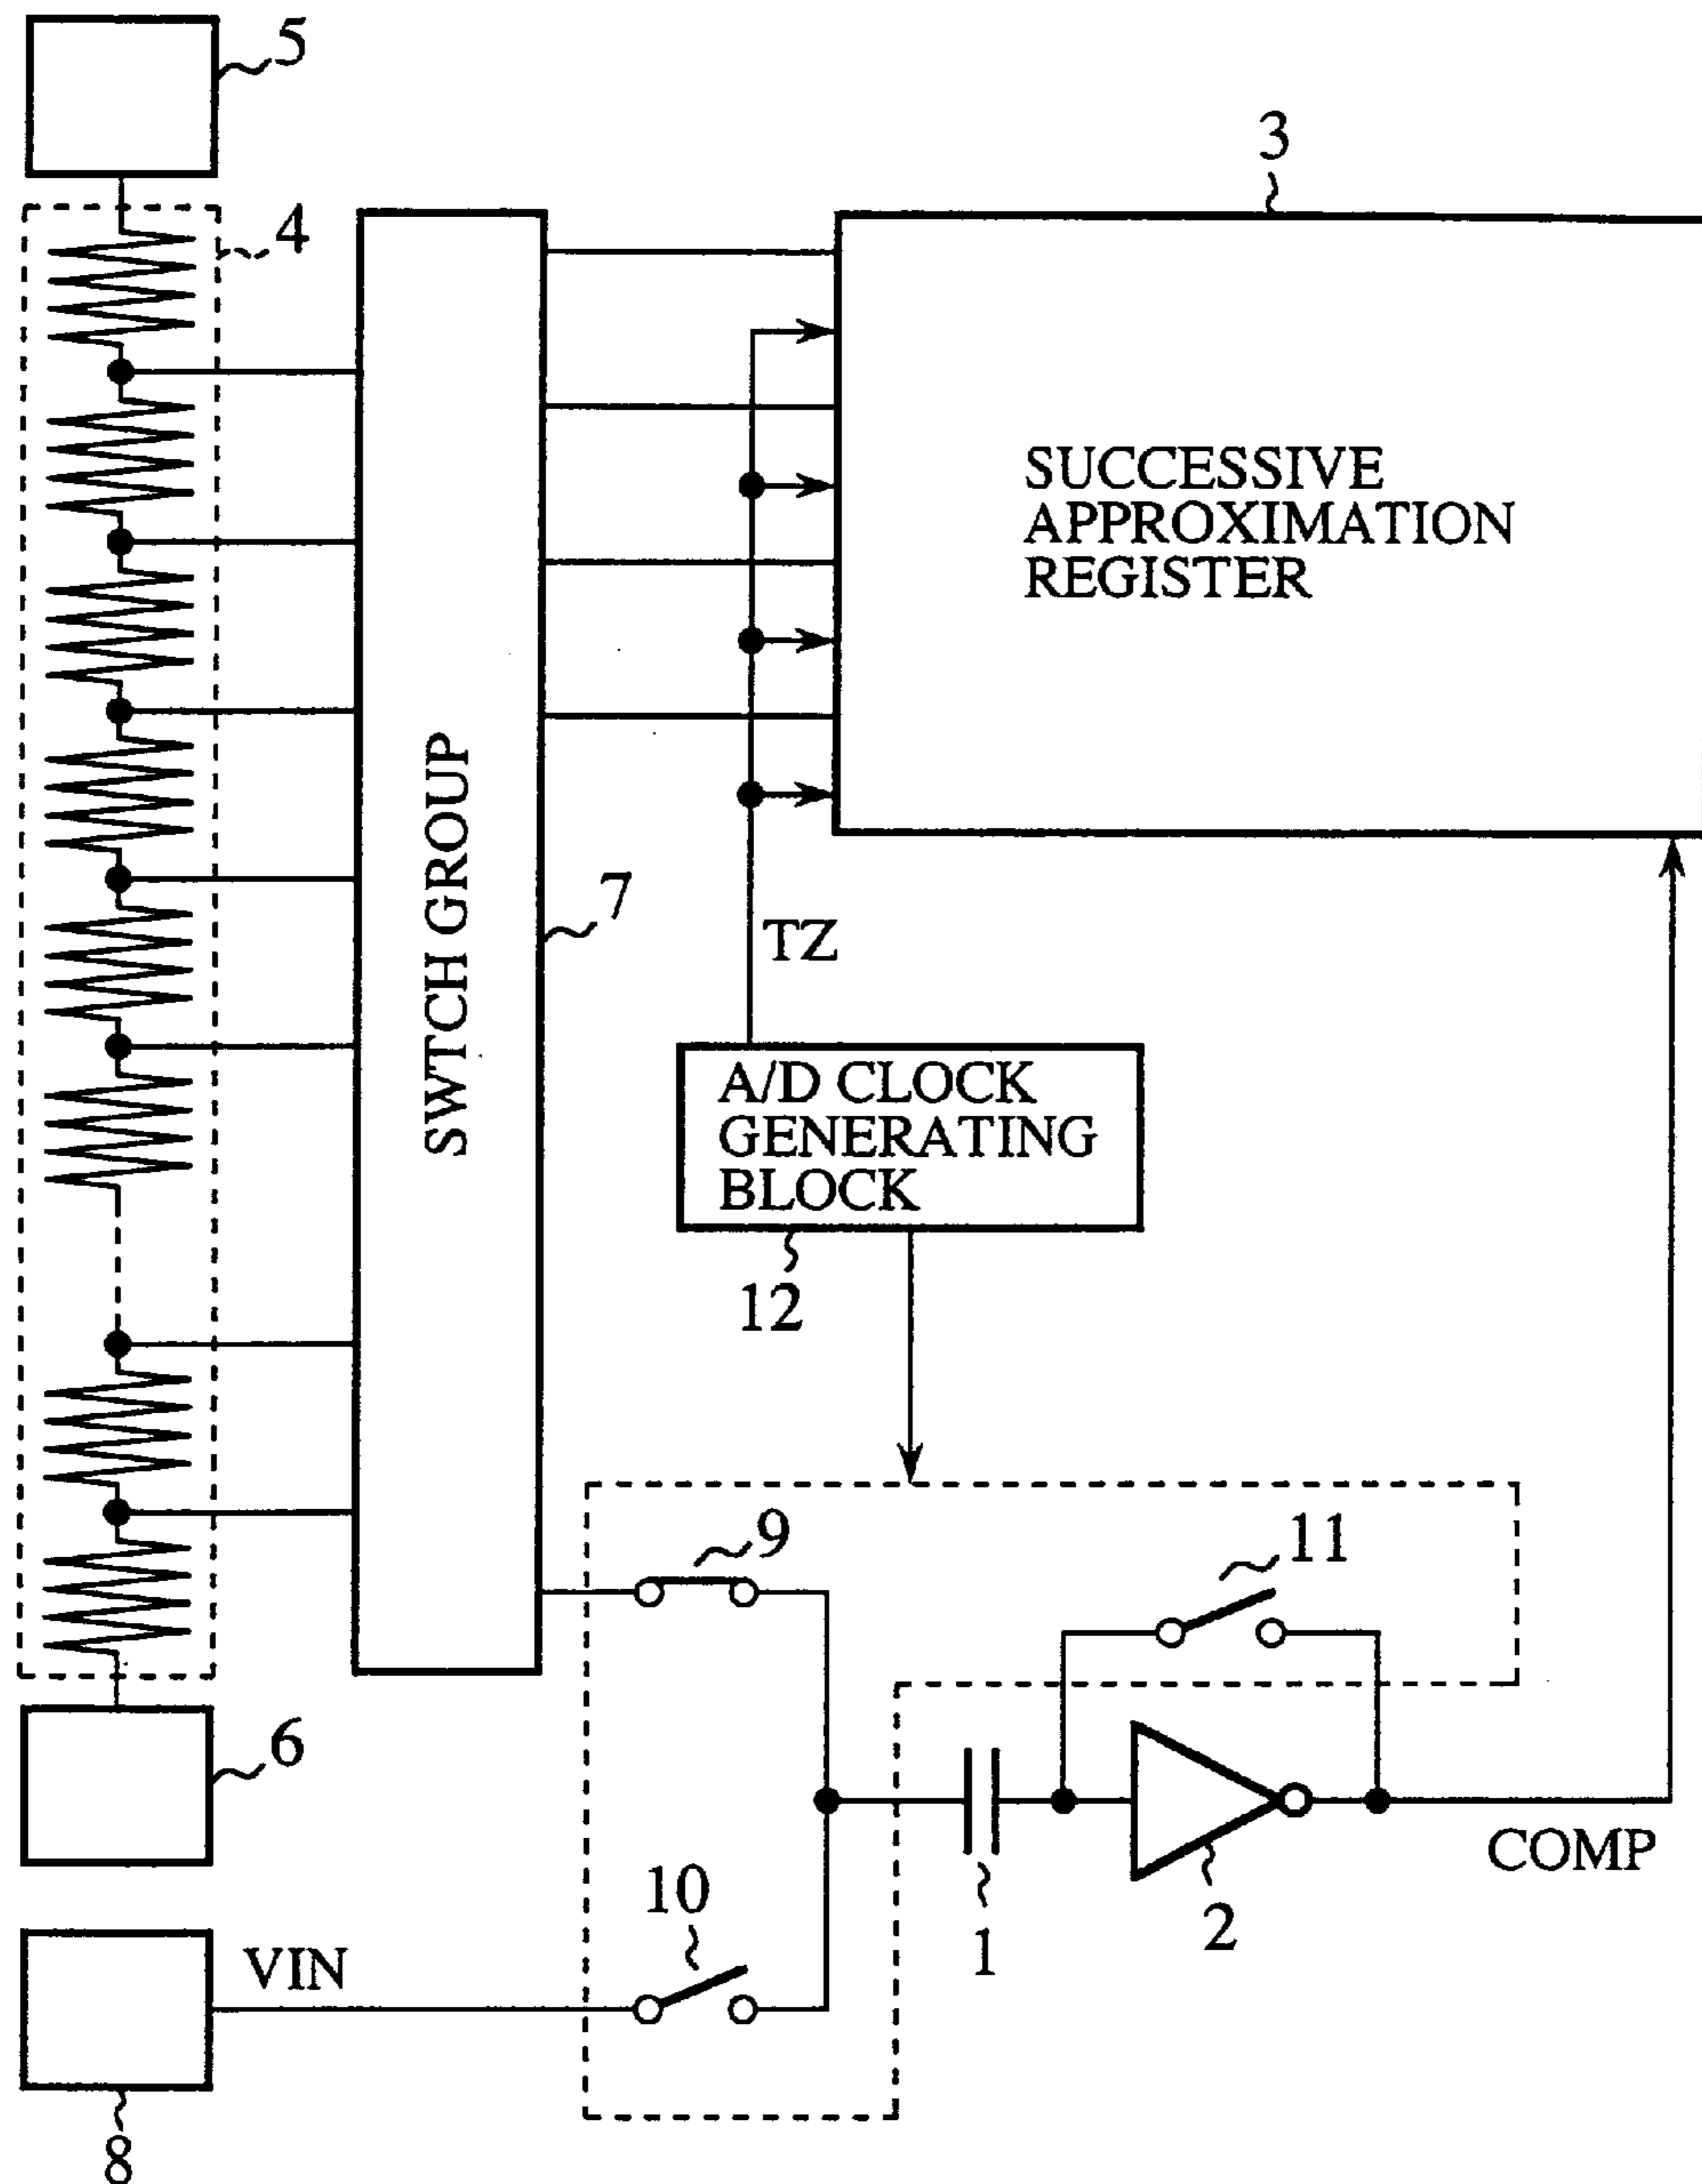 5
3
4
SUCCESSIVE
APPROXIMATION
REGISTER
SWTCH GROUP
7
TZ
A/D CLOCK
GENERATING
BLOCK
12
9
11
6
10
COMP
VIN
1
2
8